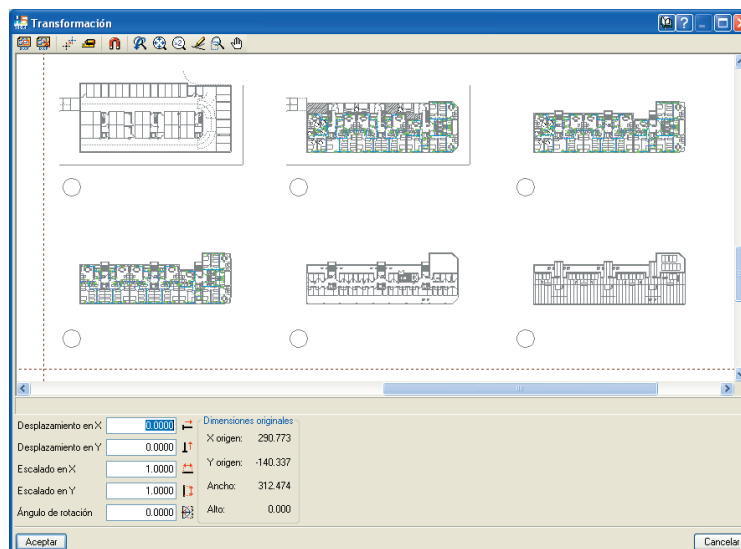 Transformación
Desplazamiento en X 0.0000
Desplazamiento en Y 0.0000
Escalado en X 1.0000
Escalado en Y 1.0000
Ángulo de rotación 0.0000
Dimensiones originales
X origen: 290.773
Y origen: -140.337
Ancho: 312.474
Alto: 0.000
Aceptar
Cancelar